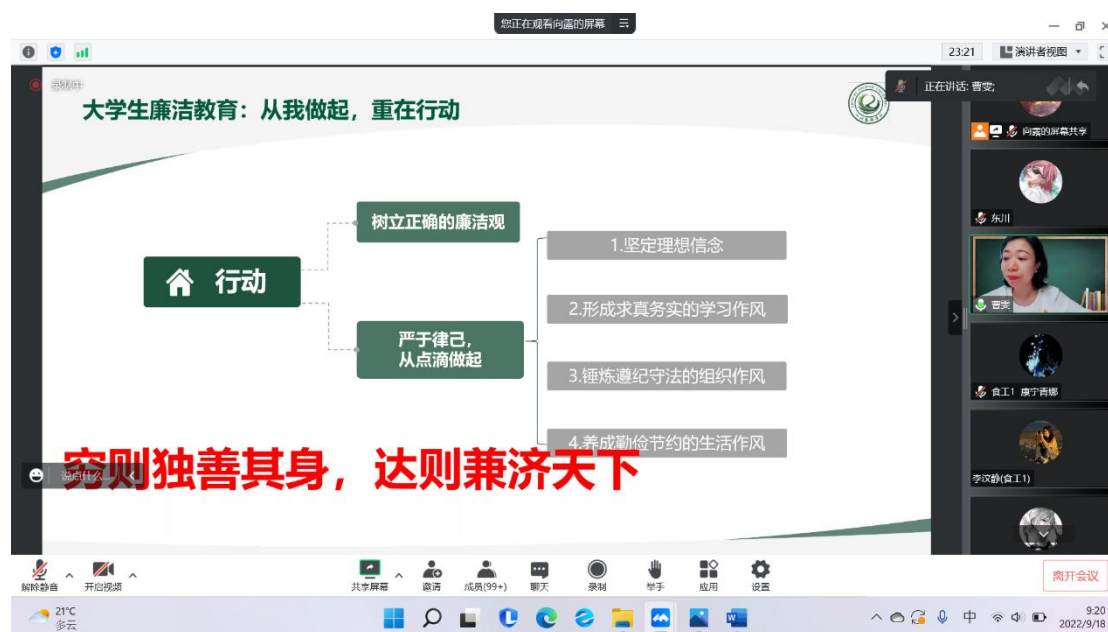 您正在观看向露的屏幕
23:21
演讲者视图
录制中
正在讲话: 曹雯;
大学生廉洁教育：从我做起，重在行动
向露的屏幕共享
树立正确的廉洁观
东川
1.坚定理想信念
行动
2.形成求真务实的学习作风
曹雯
严于律己，
从点滴做起
3.锤炼遵纪守法的组织作风
食工1 康宁青娜
4.养成勤俭节约的生活作风
穷则独善其身，达则兼济天下
说点什么...
李汶静(食工1)
解除静音
开启视频
共享屏幕
邀请
成员(99+)
聊天
录制
举手
应用
设置
离开会议
21°C
多云
中
9:20
2022/9/18